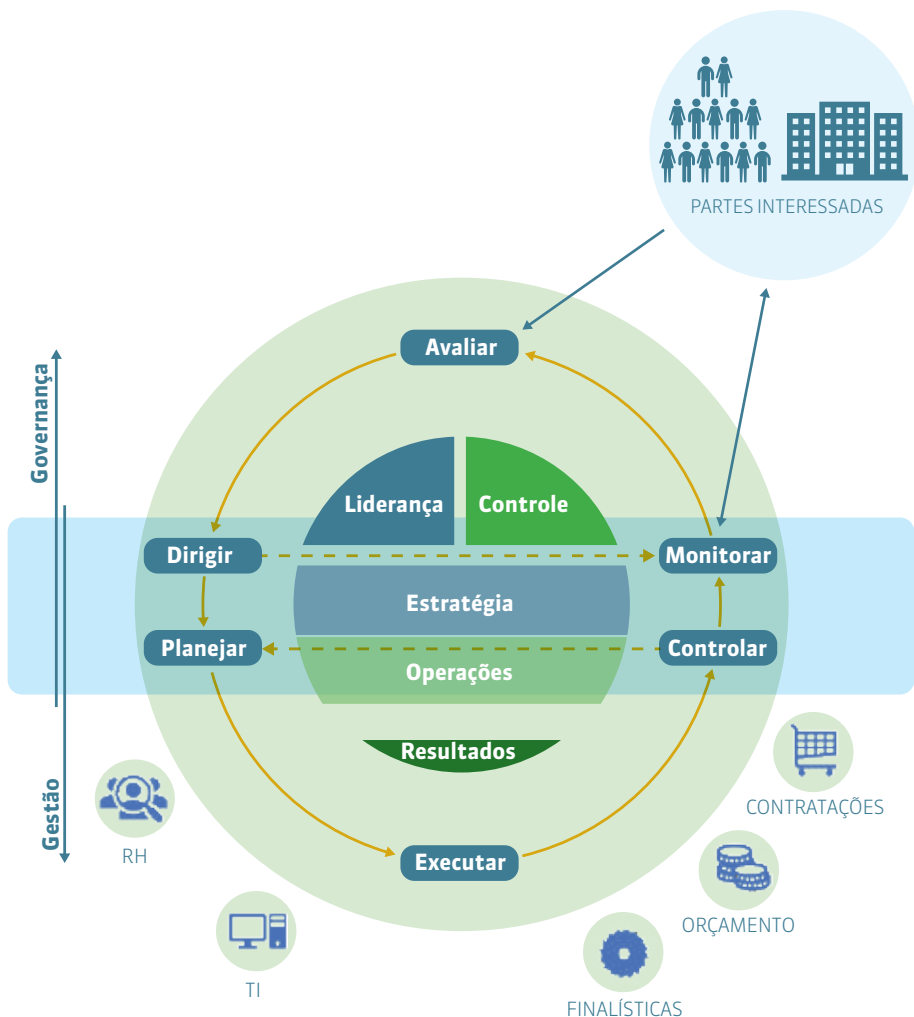 PARTES INTERESSADAS
Avaliar
Governança
Liderança
Controle
Dirigir
Monitorar
Estratégia
Planejar
Controlar
Operações
Resultados
Gestão
CONTRATAÇÕES
RH
Executar
ORÇAMENTO
TI
FINALÍSTICAS